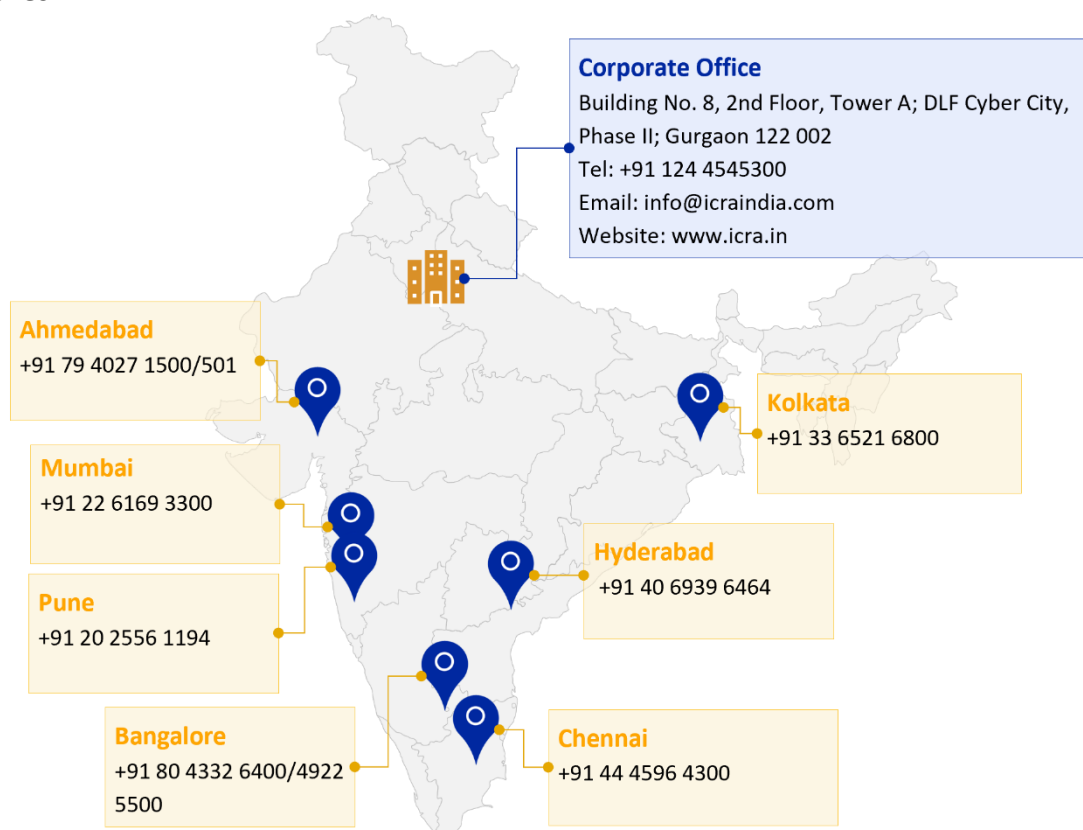 Corporate Office
Building No. 8, 2nd Floor, Tower A; DLF Cyber City,
Phase II; Gurgaon 122 002
Tel: +91 124 4545300
Email: info@icraindia.com
Website: www.icra.in
Ahmedabad
+91 79 4027 1500/501
Kolkata
+91 33 6521 6800
Mumbai
+91 22 6169 3300
Hyderabad
+91 40 6939 6464
Pune
+91 20 2556 1194
Bangalore
+91 80 4332 6400/4922
5500
Chennai
+91 44 4596 4300